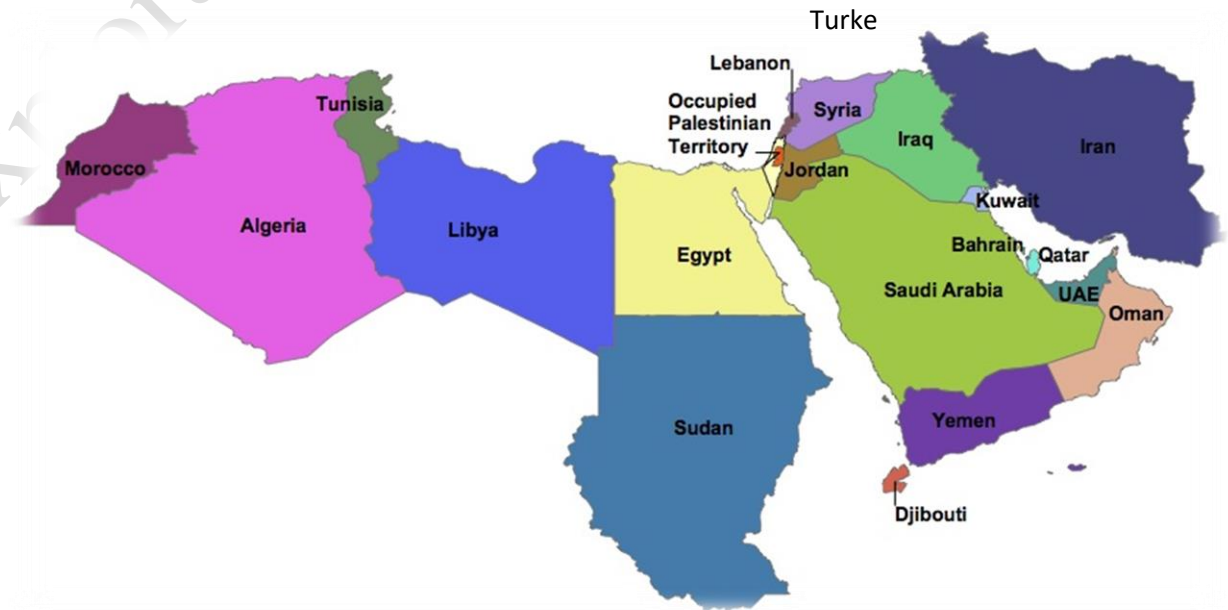 Turke
Lebanon
Occupied
Palestinian
Territory
Syria
Tunisia
Morocco
Iraq
Iran
Jordan
Kuwait
Algeria
Libya
Egypt
Bahrain
Qatar
Saudi Arabia
UAE
Oman
Sudan
Yemen
Djibouti